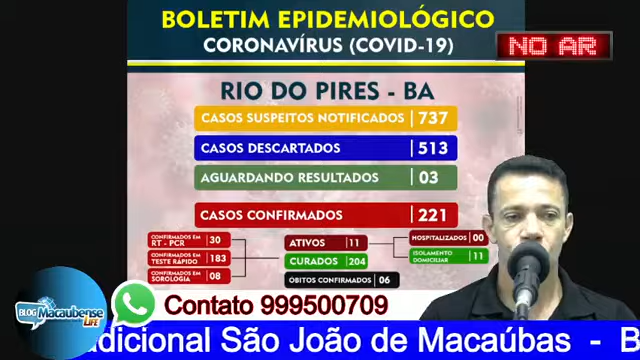 BOLETIM EPIDEMIOLÓGICO
CORONAVÍRUS (COVID-19)
NO AR
RIO DO PIRES - BA
CASOS SUSPEITOS NOTIFICADOS 737
CASOS DESCARTADOS 513
AGUARDANDO RESULTADOS 03
CASOS CONFIRMADOS 221
CONFIRMADOS EM
RT - PCR 30
CONFIRMADOS EM
TESTE RÁPIDO 183
CONFIRMADOS EM
SOROLOGIA 08
ATIVOS 11
CURADOS 204
ÓBITOS CONFIRMADOS 06
HOSPITALIZADOS 00
ISOLAMENTO
DOMICILIAR 11
BLOG
Macaubense
LIFE
Contato 999500709
adicional São João de Macaúbas - B